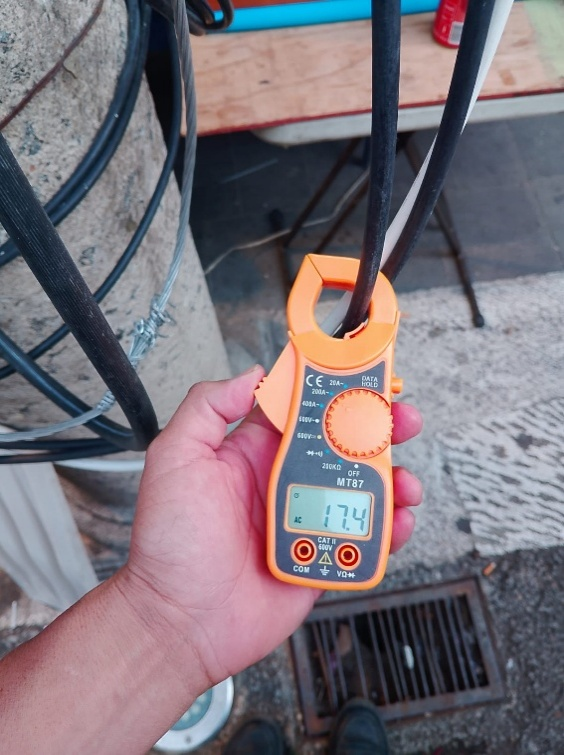 CE 20A~ DATA
HOLD
200A~
400A~
600V~
600V⎓
200KΩ OFF
MT87
AC 17.4
CAT II
600V
COM VΩ